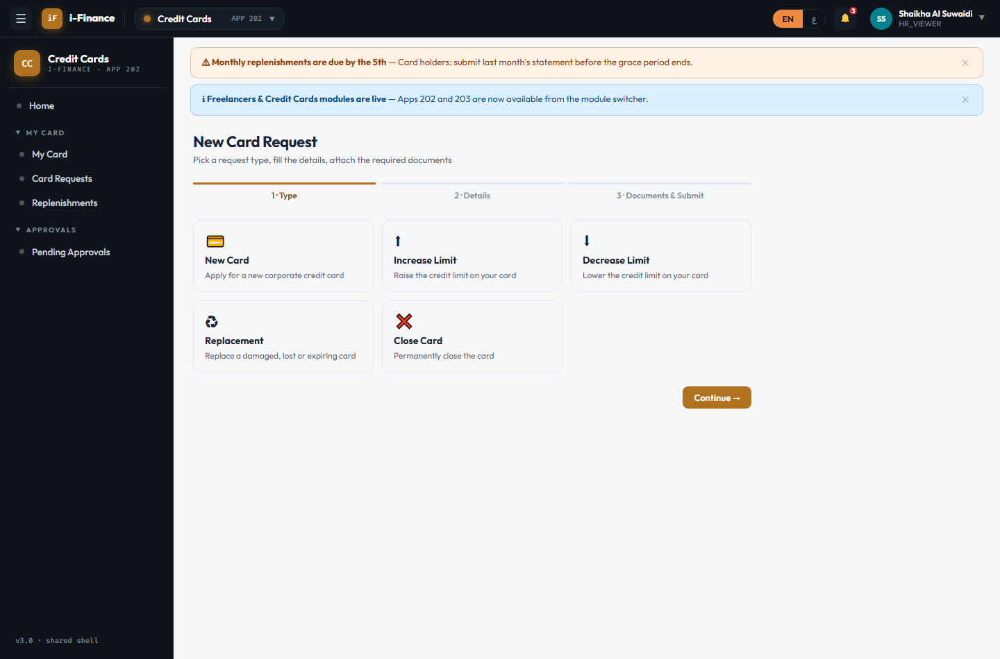 ☰ iF i-Finance Credit Cards APP 202 ▼ EN ع 3 SS Shaikha Al Suwaidi ▼
HR_VIEWER
CC Credit Cards
I-FINANCE · APP 202
Home
▼ MY CARD
My Card
Card Requests
Replenishments
▼ APPROVALS
Pending Approvals
v3.0 · shared shell
⚠ Monthly replenishments are due by the 5th — Card holders: submit last month's statement before the grace period ends. ×
ℹ Freelancers & Credit Cards modules are live — Apps 202 and 203 are now available from the module switcher. ×
New Card Request
Pick a request type, fill the details, attach the required documents
1 · Type 2 · Details 3 · Documents & Submit
New Card
Apply for a new corporate credit card
Increase Limit
Raise the credit limit on your card
Decrease Limit
Lower the credit limit on your card
Replacement
Replace a damaged, lost or expiring card
Close Card
Permanently close the card
Continue →